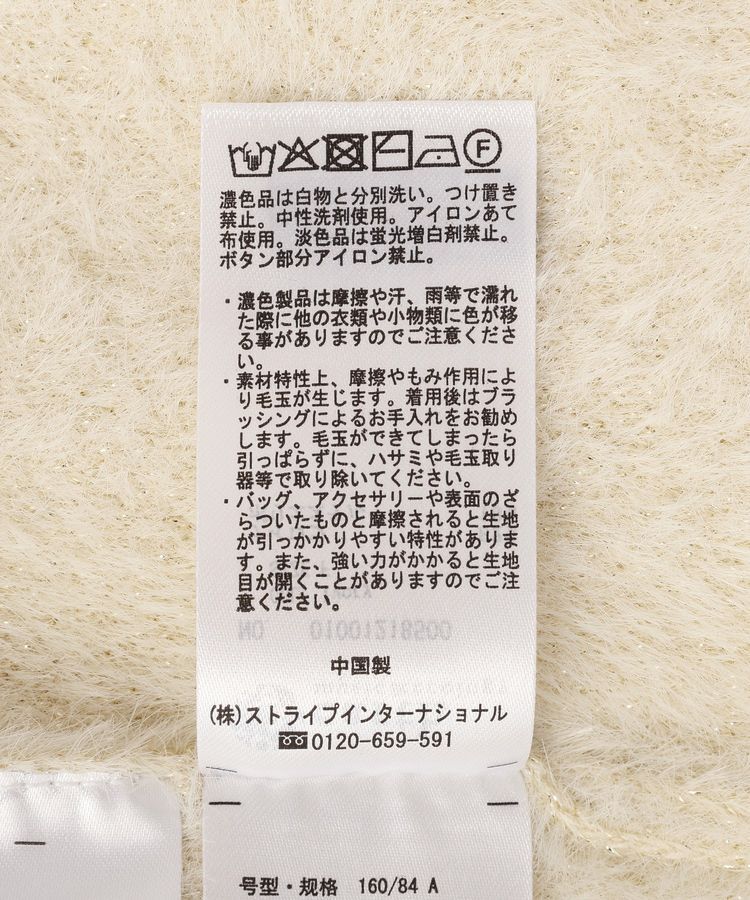 F
濃色品は白物と分別洗い。つけ置き
禁止。中性洗剤使用。アイロンあて
布使用。淡色品は蛍光増白剤禁止。
ボタン部分アイロン禁止。
・濃色製品は摩擦や汗、雨等で濡れ
た際に他の衣類や小物類に色が移
る事がありますのでご注意くださ
い。
・素材特性上、摩擦やもみ作用によ
り毛玉が生じます。着用後はブラ
ッシングによるお手入れをお勧め
します。毛玉ができてしまったら
引っぱらずに、ハサミや毛玉取り
器等で取り除いてください。
・バッグ、アクセサリーや表面のざ
らついたものと摩擦されると生地
が引っかかりやすい特性がありま
す。また、強い力がかかると生地
目が開くことがありますのでご注
意ください。
NO 01001218500
中国製
(株)ストライプインターナショナル
0120-659-591
号型・规格 160/84 A